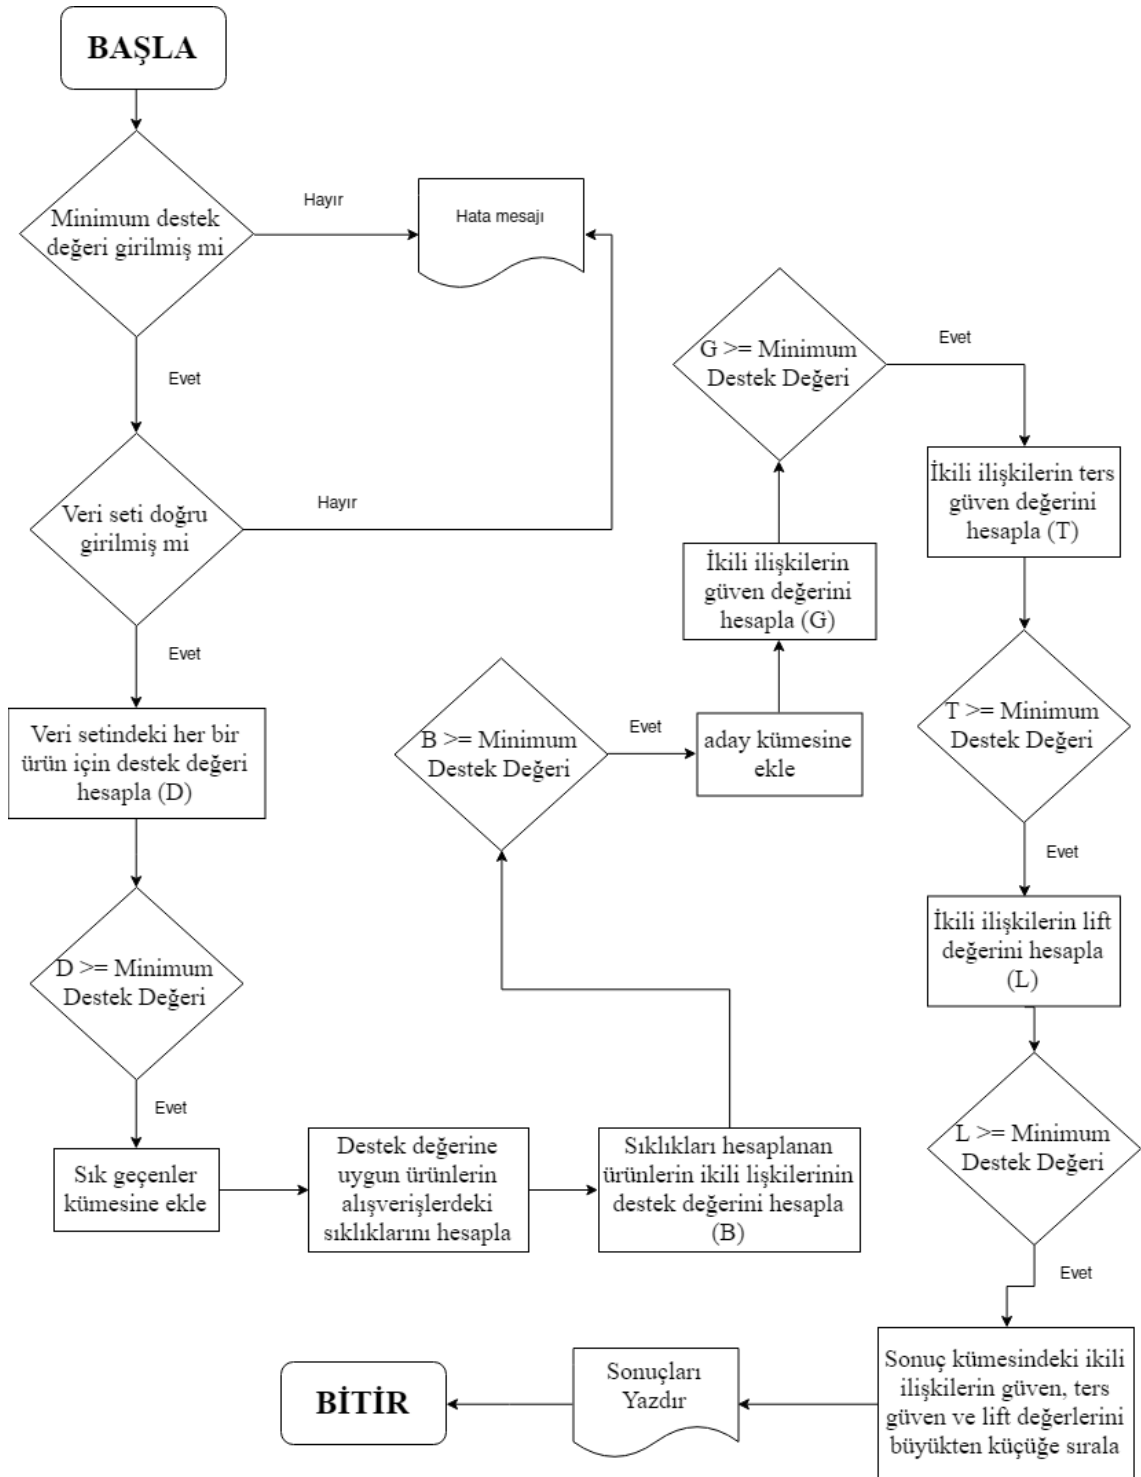 BAŞLA
Minimum destek
değeri girilmiş mi
Hayır
Hata mesajı
Evet
Veri seti doğru
girilmiş mi
Hayır
Evet
Veri setindeki her bir
ürün için destek değeri
hesapla (D)
D >= Minimum
Destek Değeri
Evet
Sık geçenler
kümesine ekle
Destek değerine
uygun ürünlerin
alışverişlerdeki
sıklıklarını hesapla
Sıklıkları hesaplanan
ürünlerin ikili lişkilerinin
destek değerini hesapla
(B)
B >= Minimum
Destek Değeri
Evet
aday kümesine
ekle
İkili ilişkilerin
güven değerini
hesapla (G)
G >= Minimum
Destek Değeri
Evet
İkili ilişkilerin ters
güven değerini
hesapla (T)
T >= Minimum
Destek Değeri
Evet
İkili ilişkilerin lift
değerini hesapla
(L)
L >= Minimum
Destek Değeri
Evet
Sonuç kümesindeki ikili
ilişkilerin güven, ters
güven ve lift değerlerini
büyükten küçüğe sırala
Sonuçları
Yazdır
BİTİR